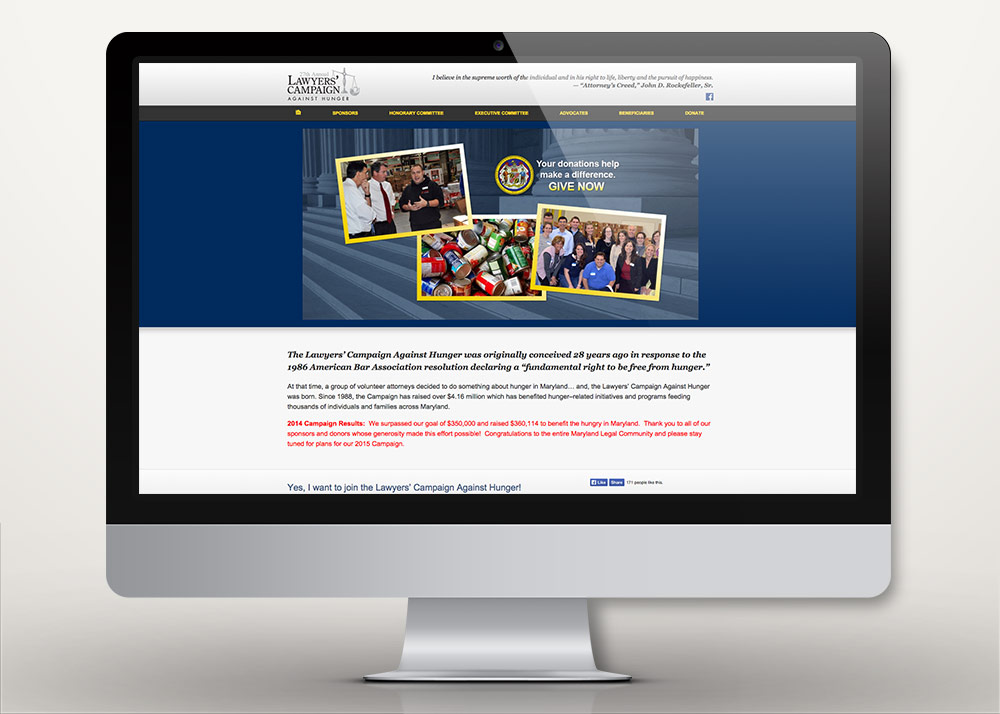 27th Annual
LAWYERS'
CAMPAIGN
AGAINST HUNGER
I believe in the supreme worth of the individual and in his right to life, liberty and the pursuit of happiness.
— "Attorney's Creed," John D. Rockefeller, Sr.
SPONSORS HONORARY COMMITTEE EXECUTIVE COMMITTEE ADVOCATES BENEFICIARIES DONATE
Your donations help
make a difference.
GIVE NOW
The Lawyers' Campaign Against Hunger was originally conceived 28 years ago in response to the
1986 American Bar Association resolution declaring a "fundamental right to be free from hunger."
At that time, a group of volunteer attorneys decided to do something about hunger in Maryland… and, the Lawyers' Campaign Against Hunger
was born. Since 1988, the Campaign has raised over $4.16 million which has benefited hunger–related initiatives and programs feeding
thousands of individuals and families across Maryland.
2014 Campaign Results: We surpassed our goal of $350,000 and raised $360,114 to benefit the hungry in Maryland. Thank you to all of our
sponsors and donors whose generosity made this effort possible! Congratulations to the entire Maryland Legal Community and please stay
tuned for plans for our 2015 Campaign.
Yes, I want to join the Lawyers' Campaign Against Hunger!
Like Share 171 people like this.